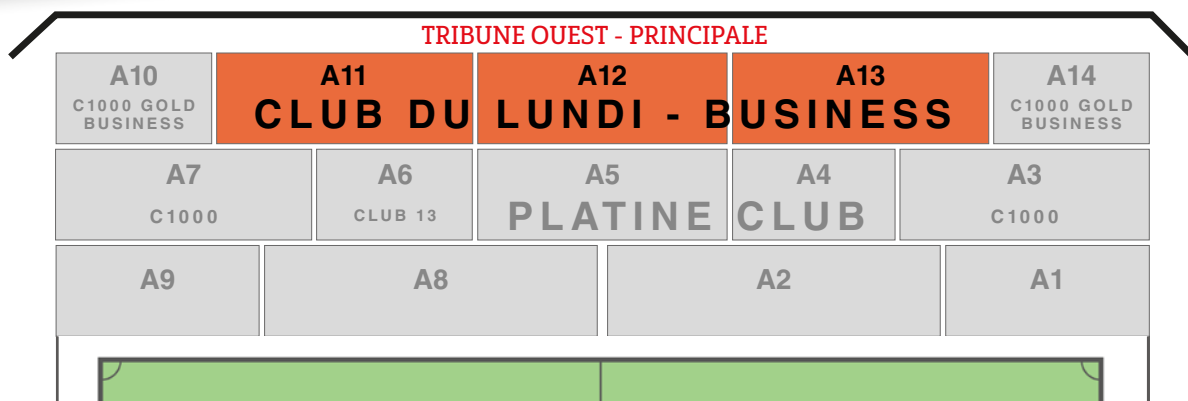 TRIBUNE OUEST - PRINCIPALE
A10 A11 A12 A13 A14
C1000 GOLD
BUSINESS
CLUB DU LUNDI - BUSINESS
C1000 GOLD
BUSINESS
A7 A6 A5 A4 A3
C1000 CLUB 13 PLATINE CLUB C1000
A9 A8 A2 A1